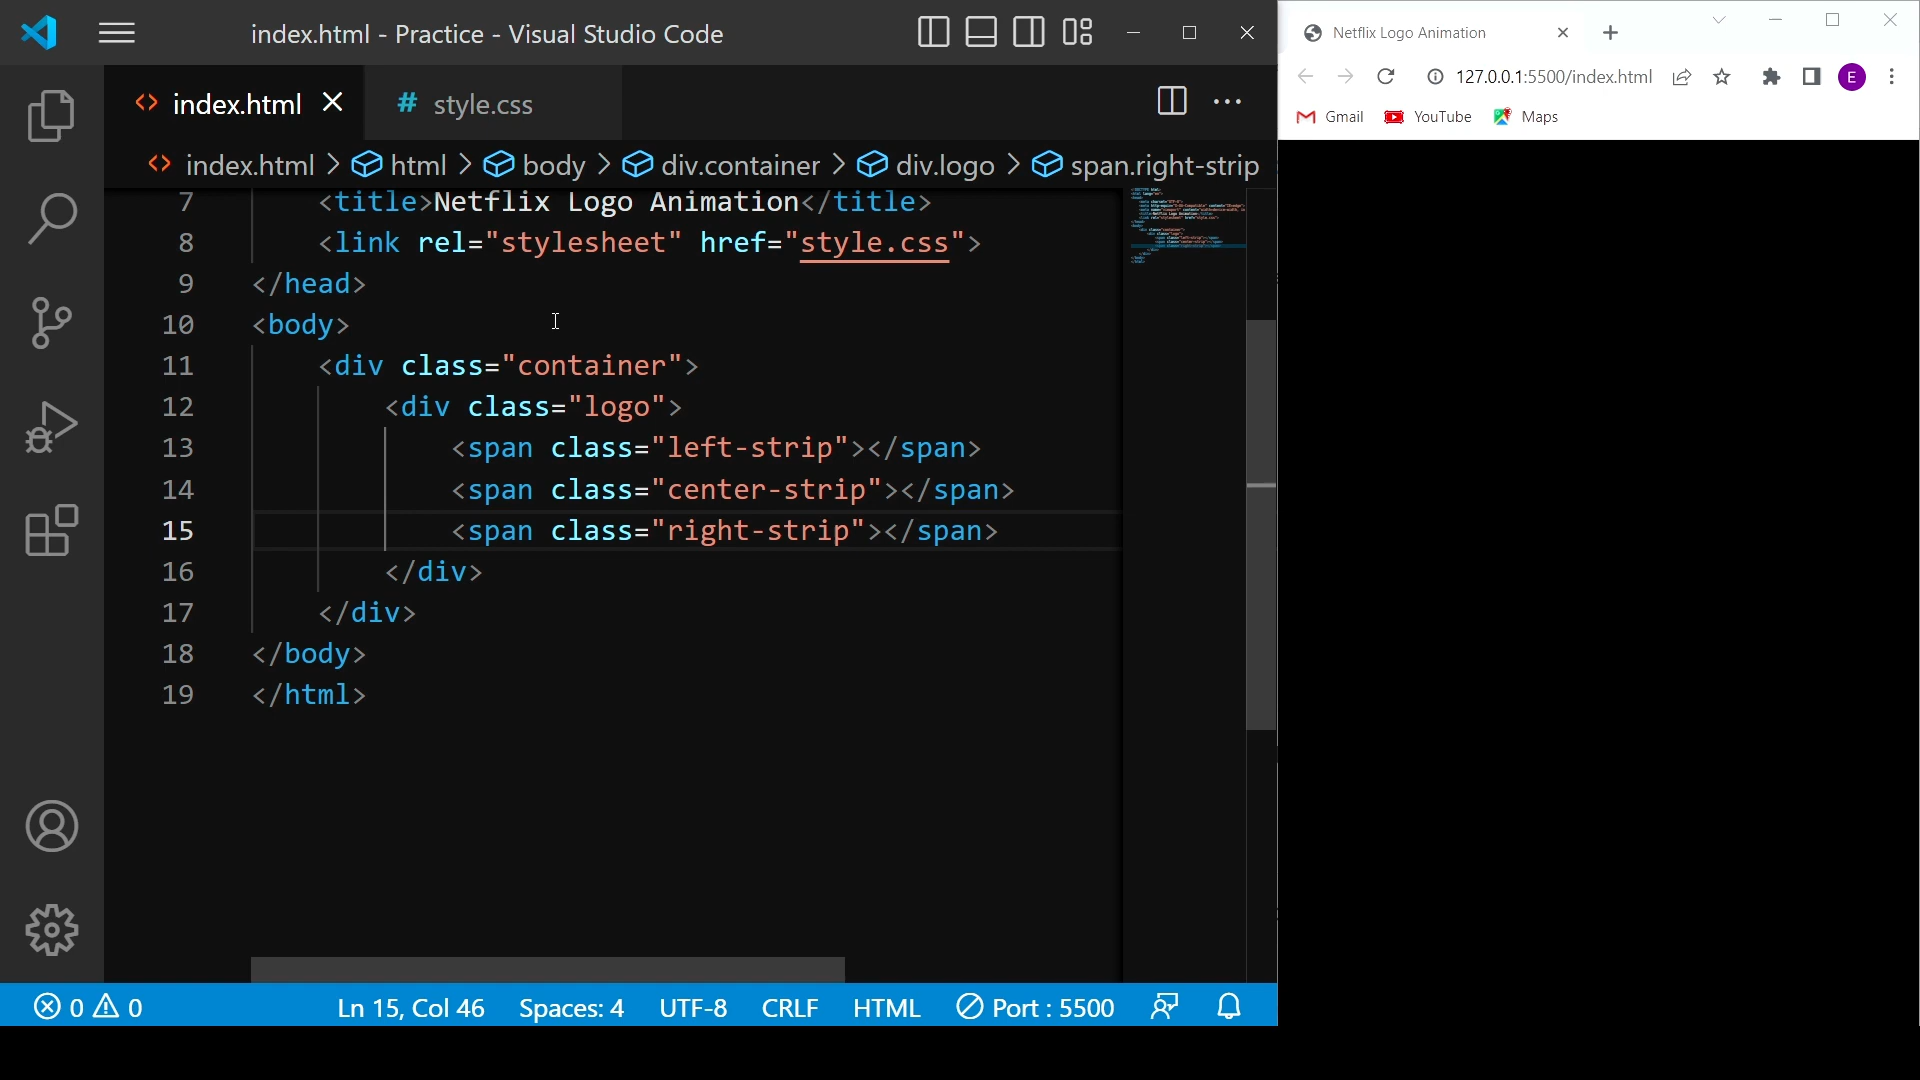 index.html - Practice - Visual Studio Code
index.html
# style.css
index.html > html > body > div.container > div.logo > span.right-strip
7 <title>Netflix Logo Animation</title>
8 <link rel="stylesheet" href="style.css">
9 </head>
10 <body>
11 <div class="container">
12 <div class="logo">
13 <span class="left-strip"></span>
14 <span class="center-strip"></span>
15 <span class="right-strip"></span>
16 </div>
17 </div>
18 </body>
19 </html>
0 0 Ln 15, Col 46 Spaces: 4 UTF-8 CRLF HTML Port : 5500
Netflix Logo Animation
127.0.0.1:5500/index.html E
Gmail YouTube Maps